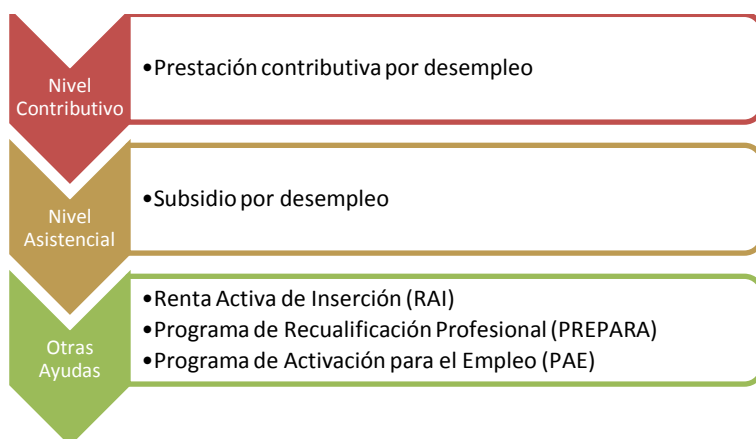 Nivel
Contributivo
•Prestación contributiva por desempleo
Nivel
Asistencial
•Subsidio por desempleo
Otras
Ayudas
•Renta Activa de Inserción (RAI)
•Programa de Recualificación Profesional (PREPARA)
•Programa de Activación para el Empleo (PAE)